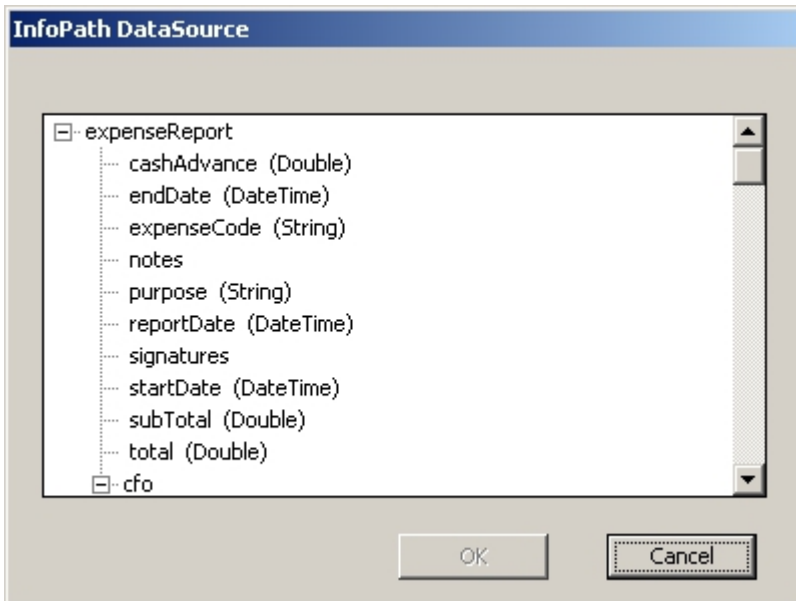 InfoPath DataSource
expenseReport
cashAdvance (Double)
endDate (DateTime)
expenseCode (String)
notes
purpose (String)
reportDate (DateTime)
signatures
startDate (DateTime)
subTotal (Double)
total (Double)
cfo
OK Cancel